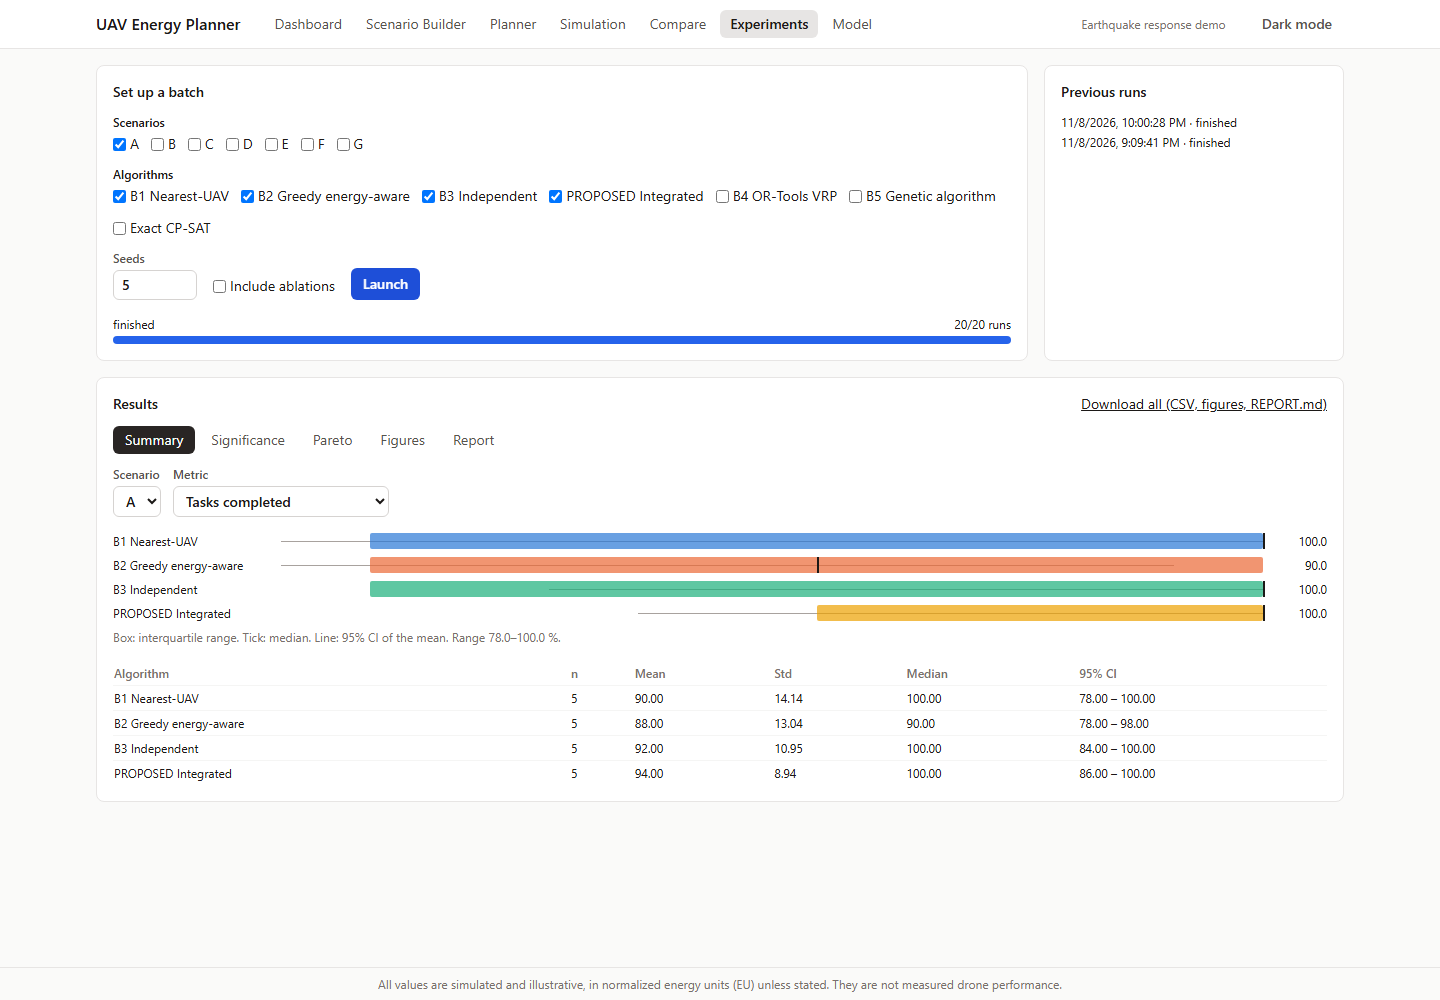 UAV Energy Planner Dashboard Scenario Builder Planner Simulation Compare Experiments Model Earthquake response demo Dark mode
Set up a batch
Scenarios
A B C D E F G
Algorithms
B1 Nearest-UAV B2 Greedy energy-aware B3 Independent PROPOSED Integrated B4 OR-Tools VRP B5 Genetic algorithm
Exact CP-SAT
Seeds
5 Include ablations Launch
finished 20/20 runs
Previous runs
11/8/2026, 10:00:28 PM · finished
11/8/2026, 9:09:41 PM · finished
Results Download all (CSV, figures, REPORT.md)
Summary Significance Pareto Figures Report
Scenario Metric
A Tasks completed
B1 Nearest-UAV 100.0
B2 Greedy energy-aware 90.0
B3 Independent 100.0
PROPOSED Integrated 100.0
Box: interquartile range. Tick: median. Line: 95% CI of the mean. Range 78.0–100.0 %.
Algorithm n Mean Std Median 95% CI
B1 Nearest-UAV 5 90.00 14.14 100.00 78.00 – 100.00
B2 Greedy energy-aware 5 88.00 13.04 90.00 78.00 – 98.00
B3 Independent 5 92.00 10.95 100.00 84.00 – 100.00
PROPOSED Integrated 5 94.00 8.94 100.00 86.00 – 100.00
All values are simulated and illustrative, in normalized energy units (EU) unless stated. They are not measured drone performance.